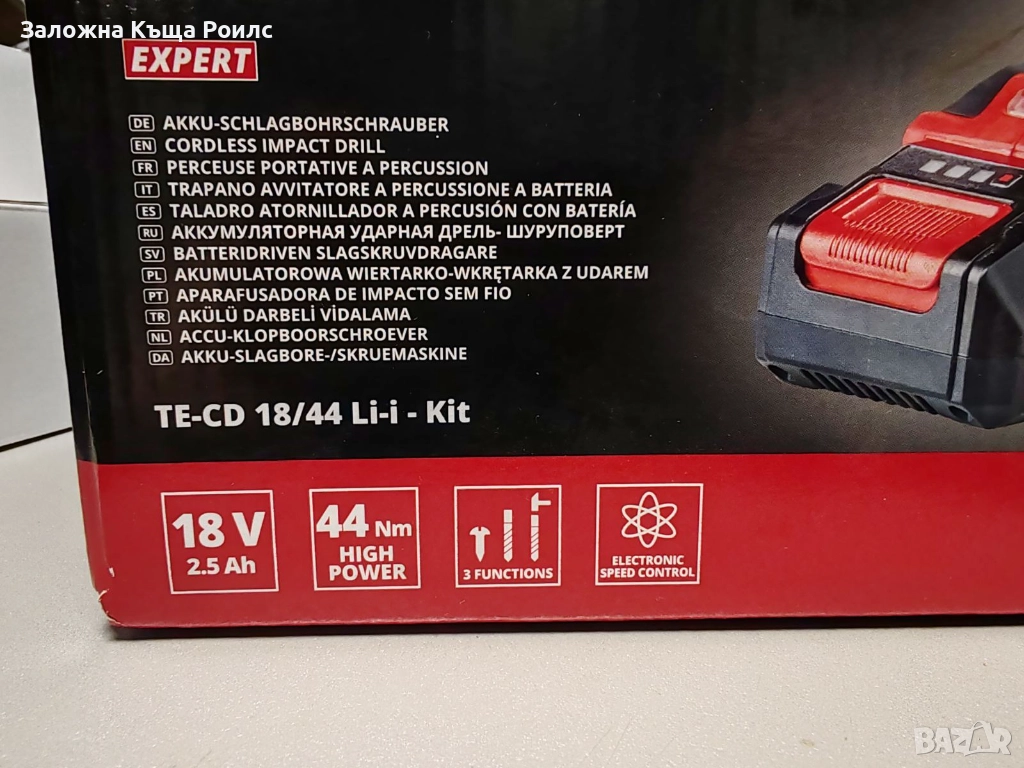 Заложна Къща Роилс
EXPERT
DE AKKU-SCHLAGBOHRSCHRAUBER
EN CORDLESS IMPACT DRILL
FR PERCEUSE PORTATIVE A PERCUSSION
IT TRAPANO AVVITATORE A PERCUSSIONE A BATTERIA
ES TALADRO ATORNILLADOR A PERCUSIÓN CON BATERÍA
RU АККУМУЛЯТОРНАЯ УДАРНАЯ ДРЕЛЬ- ШУРУПОВЕРТ
SV BATTERIDRIVEN SLAGSKRUVDRAGARE
PL AKUMULATOROWA WIERTARKO-WKRĘTARKA Z UDAREM
PT APARAFUSADORA DE IMPACTO SEM FIO
TR AKÜLÜ DARBELİ VİDALAMA
NL ACCU-KLOPBOORSCHROEVER
DA AKKU-SLAGBORE-/SKRUEMASKINE
TE-CD 18/44 Li-i - Kit
18 V
2.5 Ah
44 Nm
HIGH
POWER
3 FUNCTIONS
ELECTRONIC
SPEED CONTROL
BAZAR